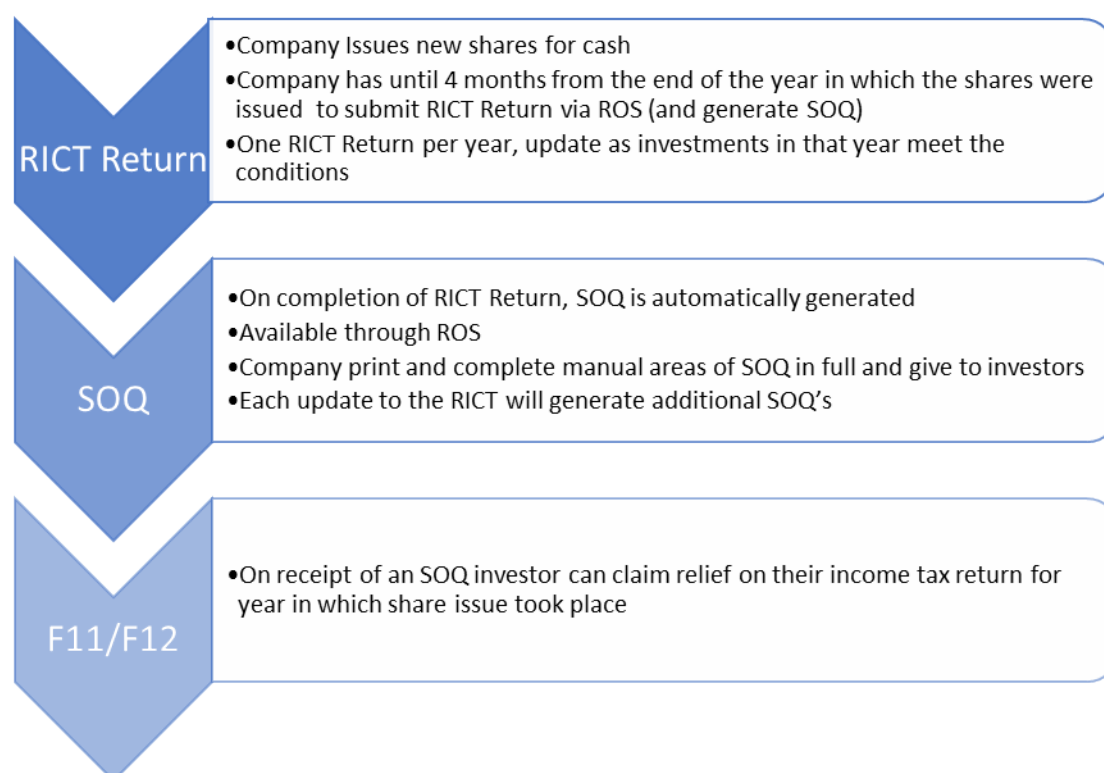 RICT Return
•Company Issues new shares for cash
•Company has until 4 months from the end of the year in which the shares were
issued to submit RICT Return via ROS (and generate SOQ)
•One RICT Return per year, update as investments in that year meet the
conditions
SOQ
•On completion of RICT Return, SOQ is automatically generated
•Available through ROS
•Company print and complete manual areas of SOQ in full and give to investors
•Each update to the RICT will generate additional SOQ’s
F11/F12
•On receipt of an SOQ investor can claim relief on their income tax return for
year in which share issue took place